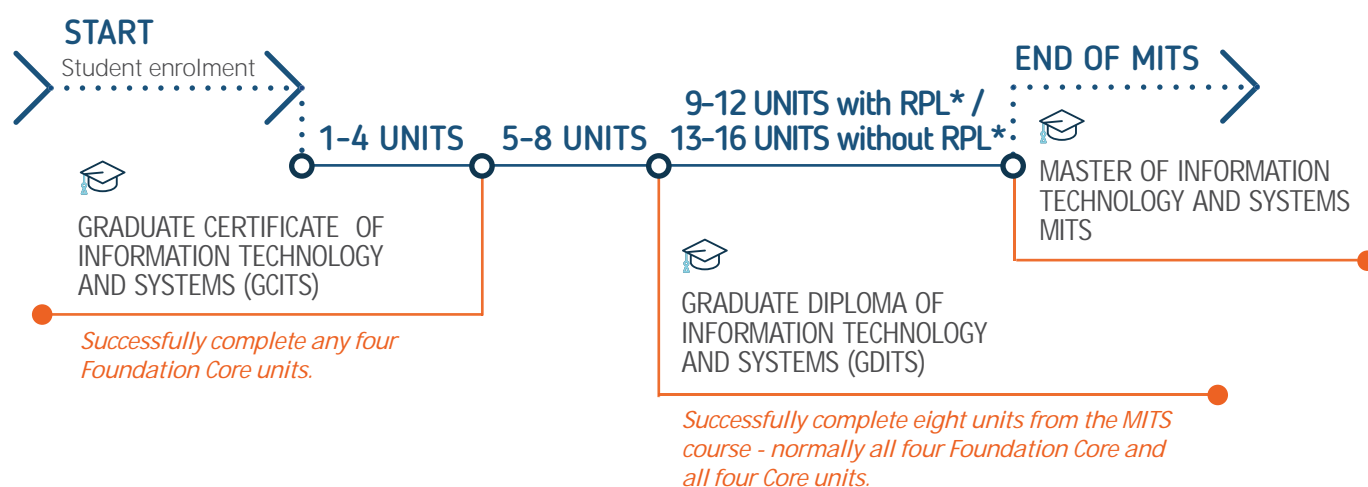 START
Student enrolment
END OF MITS
1-4 UNITS
5-8 UNITS
9-12 UNITS with RPL* /
13-16 UNITS without RPL*
GRADUATE CERTIFICATE OF
INFORMATION TECHNOLOGY
AND SYSTEMS (GCITS)
Successfully complete any four
Foundation Core units.
GRADUATE DIPLOMA OF
INFORMATION TECHNOLOGY
AND SYSTEMS (GDITS)
Successfully complete eight units from the MITS
course - normally all four Foundation Core and
all four Core units.
MASTER OF INFORMATION
TECHNOLOGY AND SYSTEMS
MITS